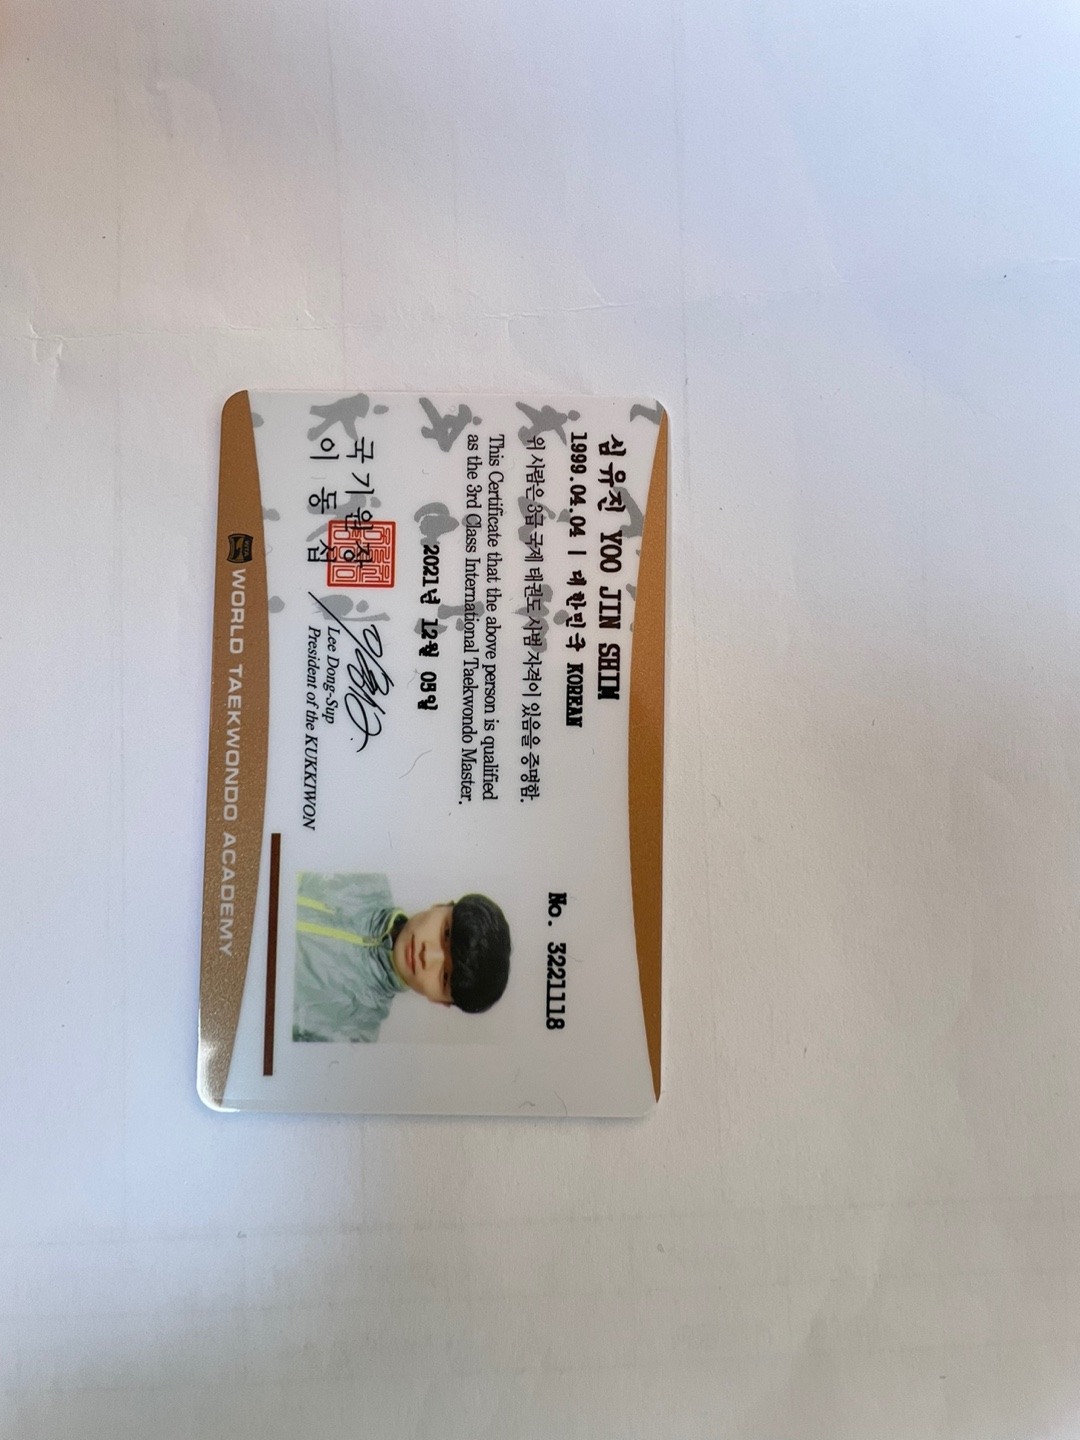 심유진 YOO JIN SHIM
1999.04.04 | 대한민국 KOREAN
No. 3221118
위 사람은 3급 국제 태권도 사범 자격이 있음을 증명함.
This Certificate that the above person is qualified
as the 3rd Class International Taekwondo Master.
2021년 12월 05일
국기원장
이동섭
Lee Dong-Sup
President of the KUKKIWON
WORLD TAEKWONDO ACADEMY